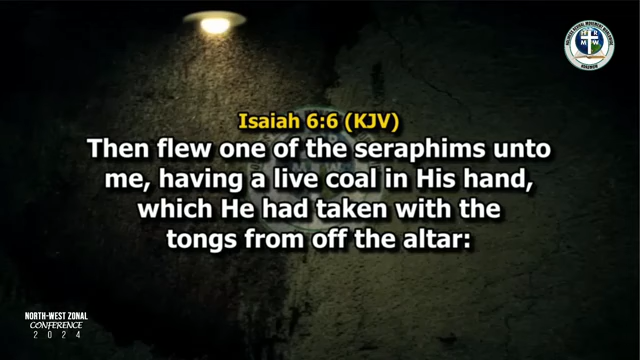 Isaiah 6:6 (KJV)
Then flew one of the seraphims unto
me, having a live coal in His hand,
which He had taken with the
tongs from off the altar:
NORTH-WEST ZONAL
CONFERENCE
2024